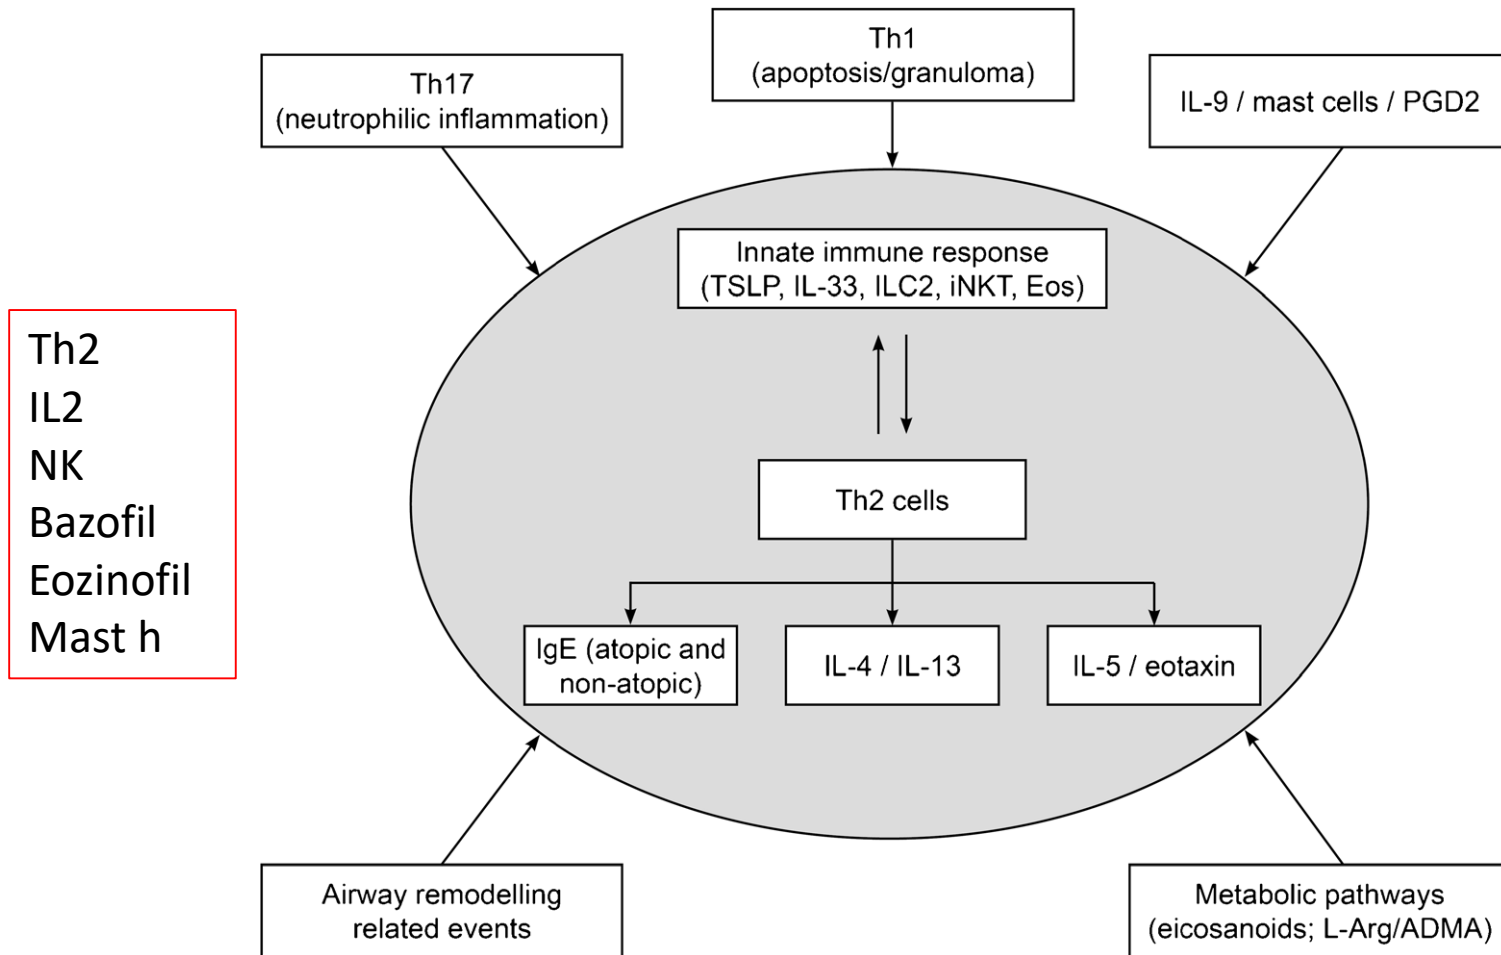 Th1
(apoptosis/granuloma)
Th17
(neutrophilic inflammation)
IL-9 / mast cells / PGD2
Innate immune response
(TSLP, IL-33, ILC2, iNKT, Eos)
Th2
IL2
NK
Bazofil
Eozinofil
Mast h
Th2 cells
IgE (atopic and
non-atopic)
IL-4 / IL-13
IL-5 / eotaxin
Airway remodelling
related events
Metabolic pathways
(eicosanoids; L-Arg/ADMA)